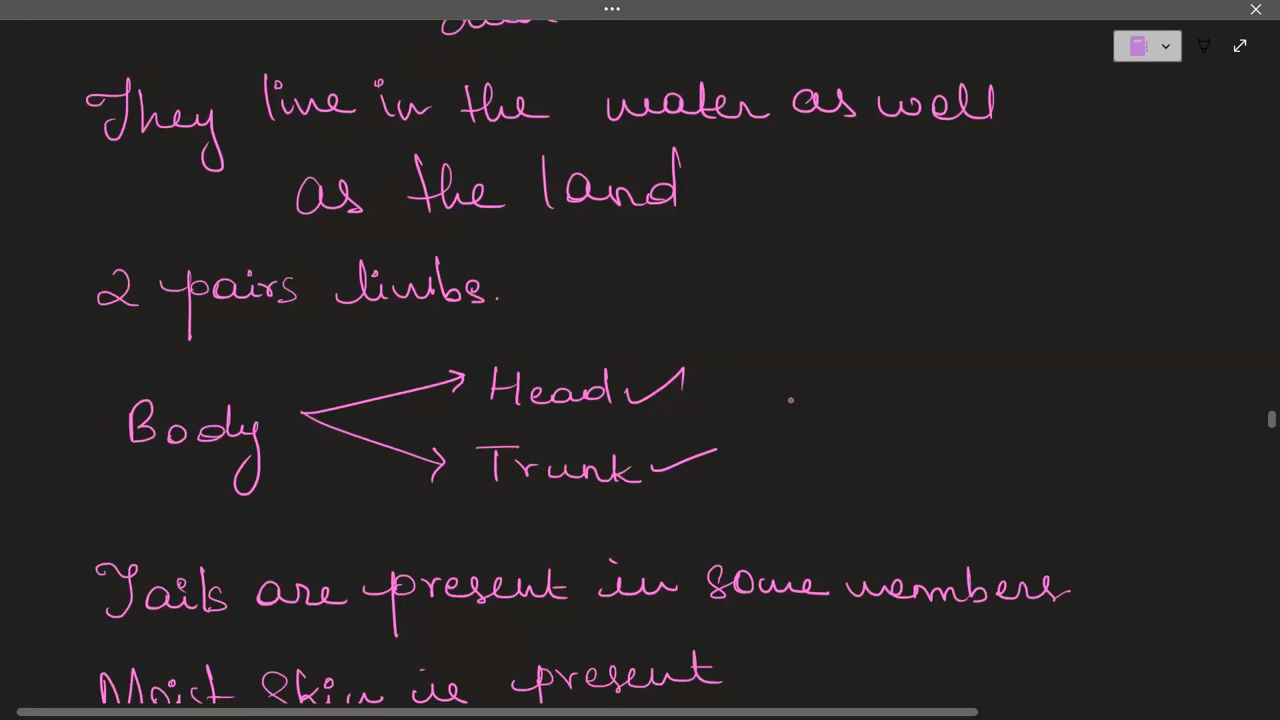 They live in the water as well
as the land
2 pairs limbs.
Head
Body
Trunk
Tails are present in some members
Moist skin is present